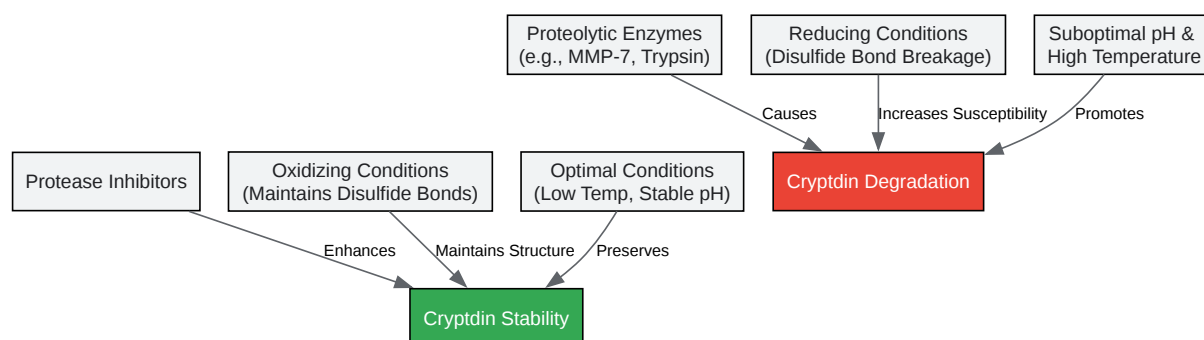 Proteolytic Enzymes
(e.g., MMP-7, Trypsin)
Reducing Conditions
(Disulfide Bond Breakage)
Suboptimal pH &
High Temperature
Causes
Increases Susceptibility
Promotes
Protease Inhibitors
Oxidizing Conditions
(Maintains Disulfide Bonds)
Optimal Conditions
(Low Temp, Stable pH)
Cryptdin Degradation
Enhances
Maintains Structure
Preserves
Cryptdin Stability